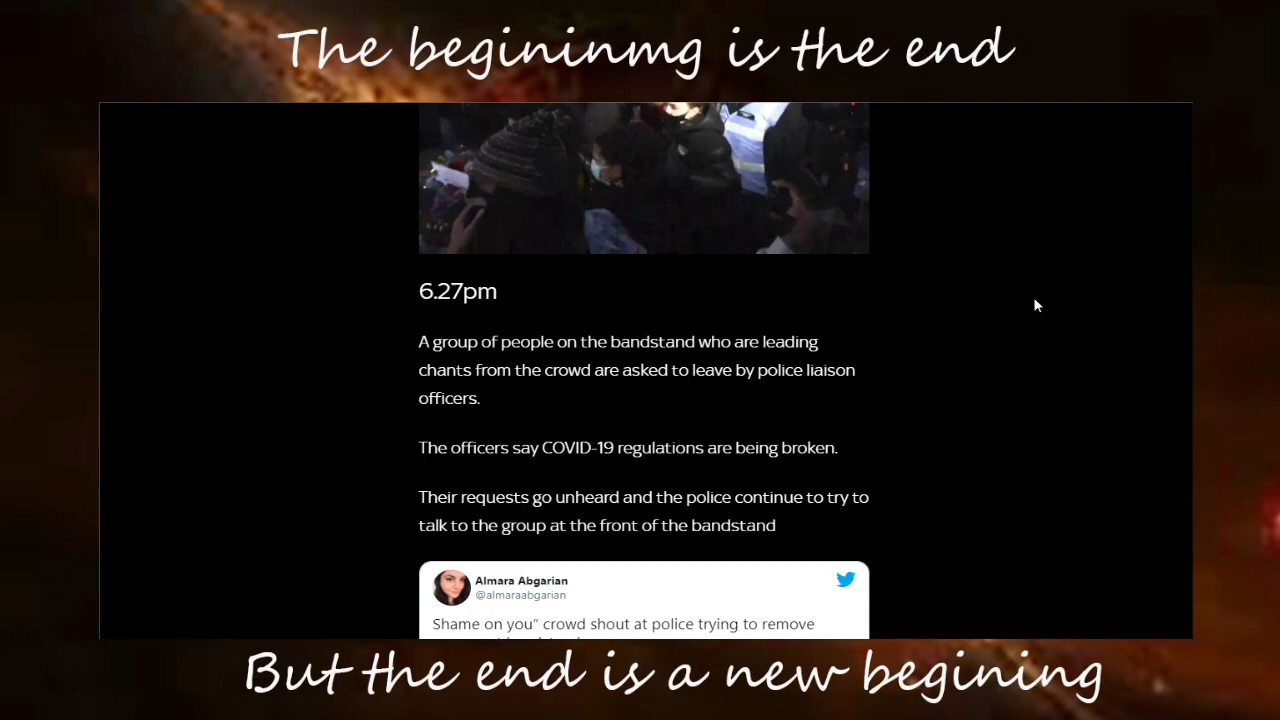 The begininmg is the end
6.27pm
A group of people on the bandstand who are leading
chants from the crowd are asked to leave by police liaison
officers.
The officers say COVID-19 regulations are being broken.
Their requests go unheard and the police continue to try to
talk to the group at the front of the bandstand
Almara Abgarian
@almaraabgarian
Shame on you" crowd shout at police trying to remove
But the end is a new begining